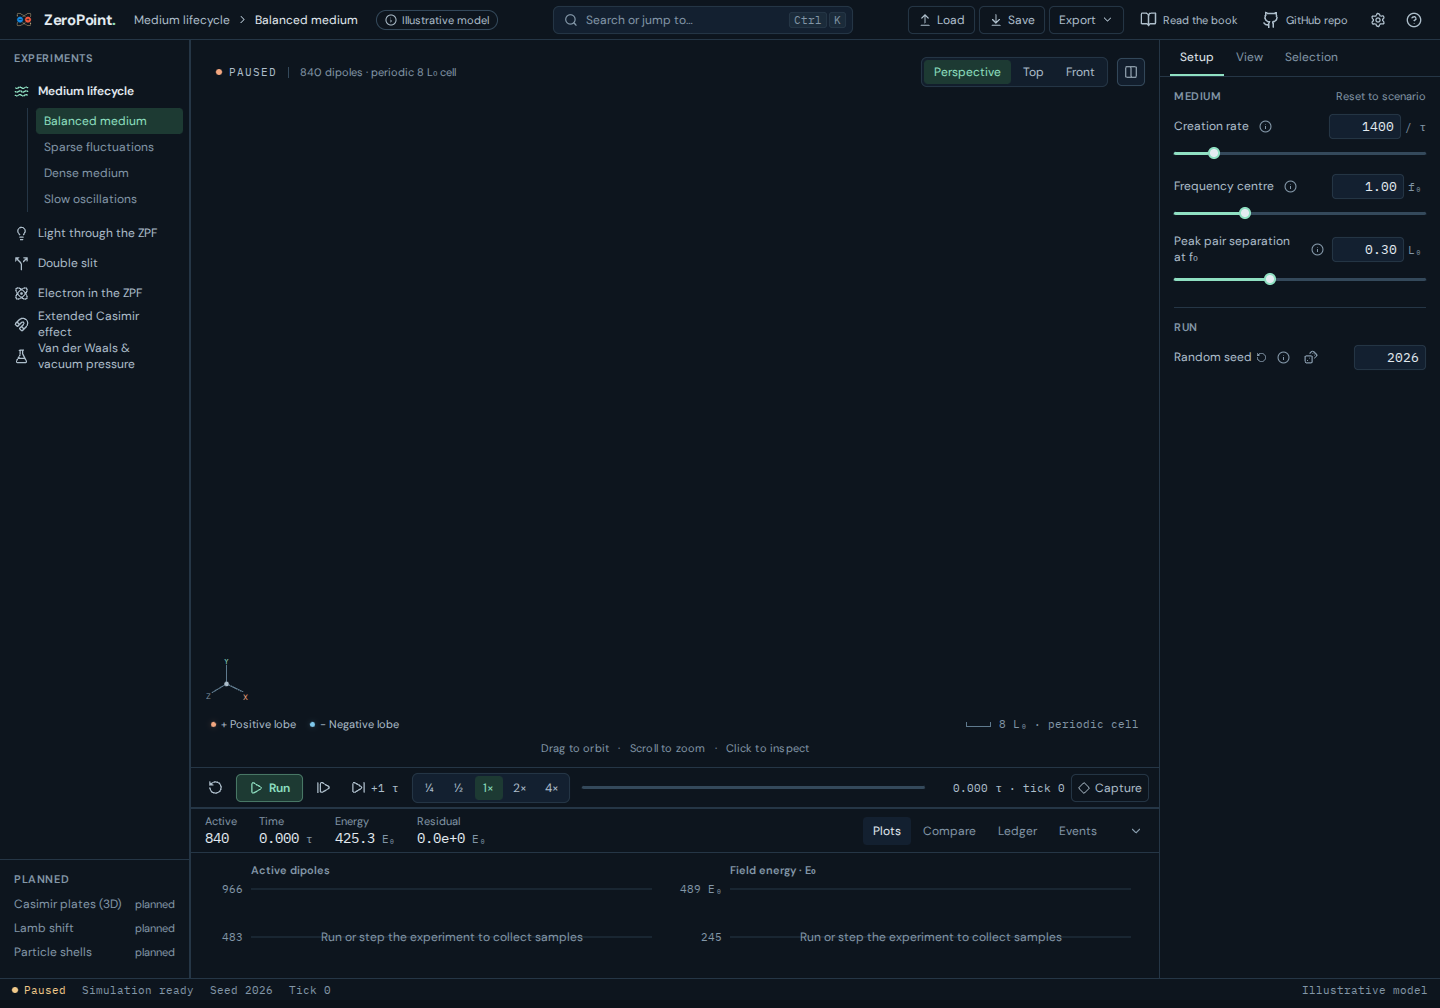 ZeroPoint. Medium lifecycle > Balanced medium Illustrative model Search or jump to... Ctrl K Load Save Export Read the book GitHub repo
EXPERIMENTS
Medium lifecycle
Balanced medium
Sparse fluctuations
Dense medium
Slow oscillations
Light through the ZPF
Double slit
Electron in the ZPF
Extended Casimir
effect
Van der Waals &
vacuum pressure
PLANNED
Casimir plates (3D) planned
Lamb shift planned
Particle shells planned
PAUSED 840 dipoles · periodic 8 L₀ cell Perspective Top Front
Y
Z X
+ Positive lobe − Negative lobe 8 L₀ · periodic cell
Drag to orbit · Scroll to zoom · Click to inspect
Run +1 τ ¼ ½ 1× 2× 4× 0.000 τ · tick 0 Capture
Active Time Energy Residual
840 0.000 τ 425.3 E₀ 0.0e+0 E₀
Plots Compare Ledger Events
Active dipoles
966
483 Run or step the experiment to collect samples
Field energy · E₀
489 E₀
245 Run or step the experiment to collect samples
Setup View Selection
MEDIUM Reset to scenario
Creation rate 1400 / τ
Frequency centre 1.00 f₀
Peak pair separation
at f₀ 0.30 L₀
RUN
Random seed 2026
Paused Simulation ready Seed 2026 Tick 0 Illustrative model